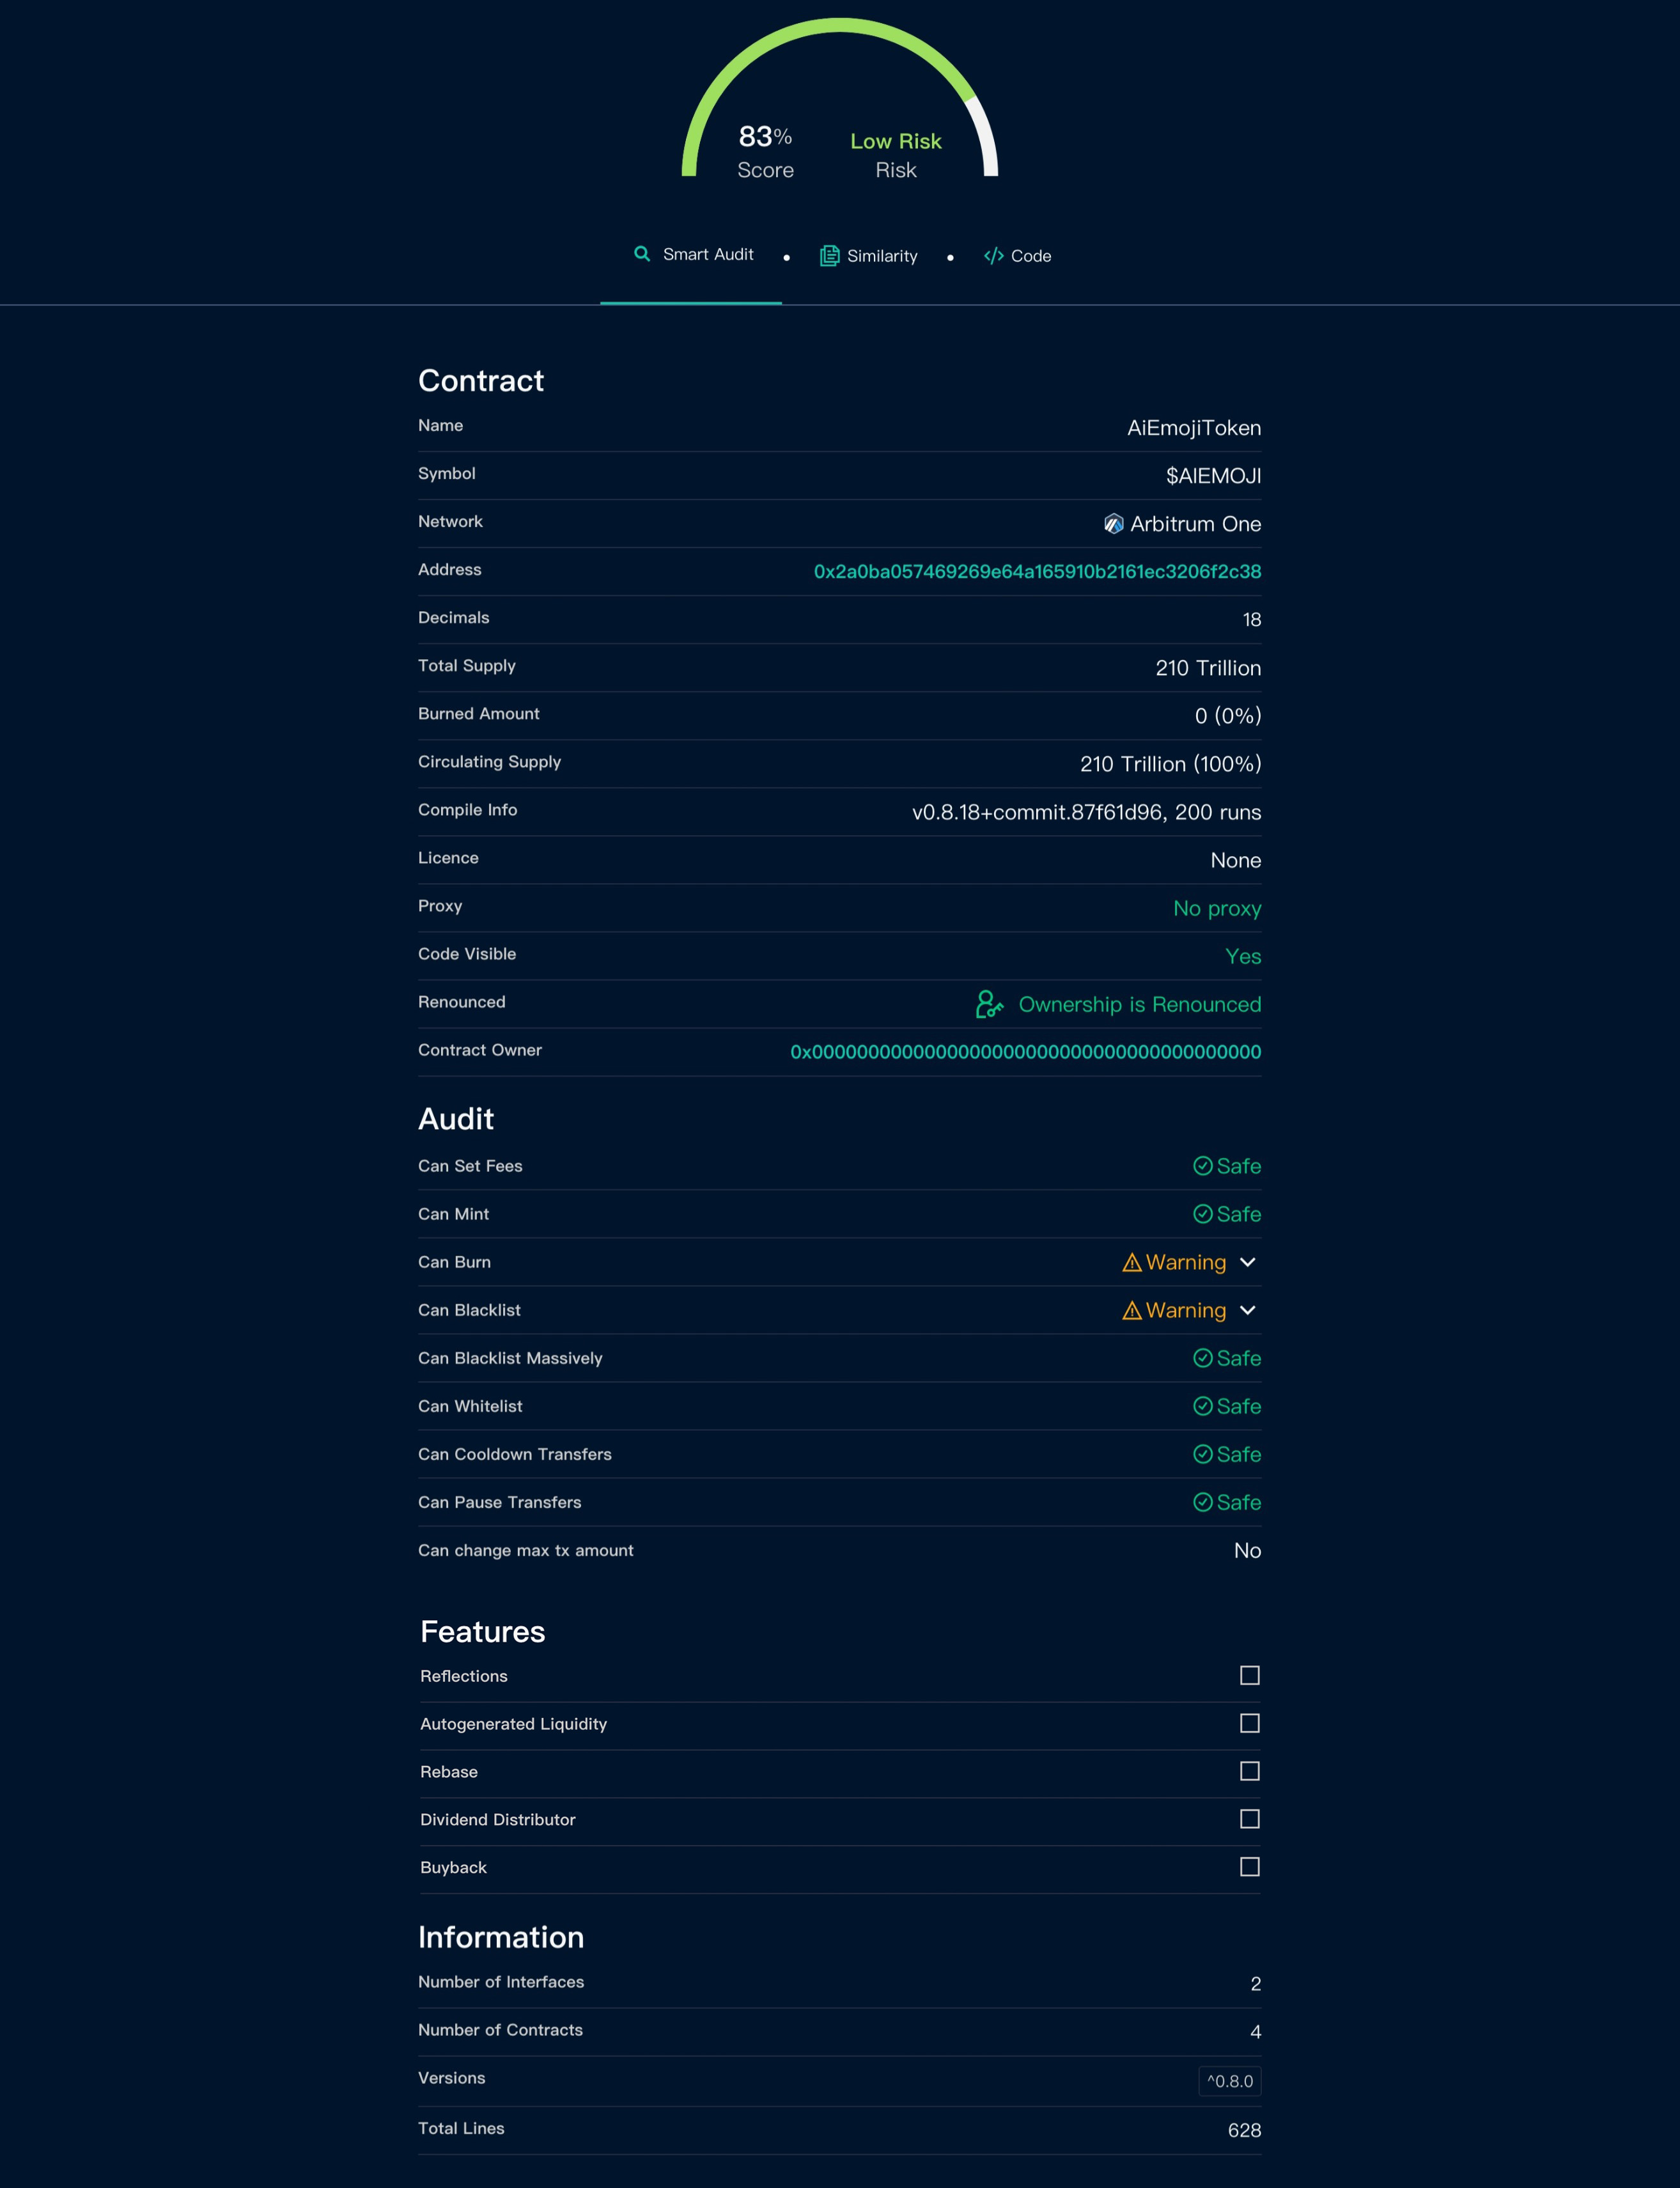 83% Low Risk
Score Risk
Smart Audit • Similarity • </> Code
Contract
Name AiEmojiToken
Symbol $AIEMOJI
Network Arbitrum One
Address 0x2a0ba057469269e64a165910b2161ec3206f2c38
Decimals 18
Total Supply 210 Trillion
Burned Amount 0 (0%)
Circulating Supply 210 Trillion (100%)
Compile Info v0.8.18+commit.87f61d96, 200 runs
Licence None
Proxy No proxy
Code Visible Yes
Renounced Ownership is Renounced
Contract Owner 0x0000000000000000000000000000000000000000
Audit
Can Set Fees Safe
Can Mint Safe
Can Burn Warning
Can Blacklist Warning
Can Blacklist Massively Safe
Can Whitelist Safe
Can Cooldown Transfers Safe
Can Pause Transfers Safe
Can change max tx amount No
Features
Reflections
Autogenerated Liquidity
Rebase
Dividend Distributor
Buyback
Information
Number of Interfaces 2
Number of Contracts 4
Versions ^0.8.0
Total Lines 628